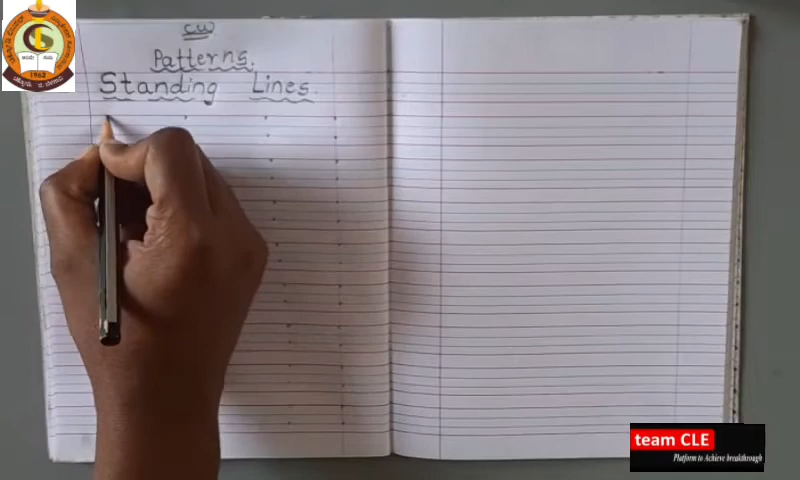 cw
Patterns.
Standing Lines.
1962
team CLE
Platform to Achieve breakthrough